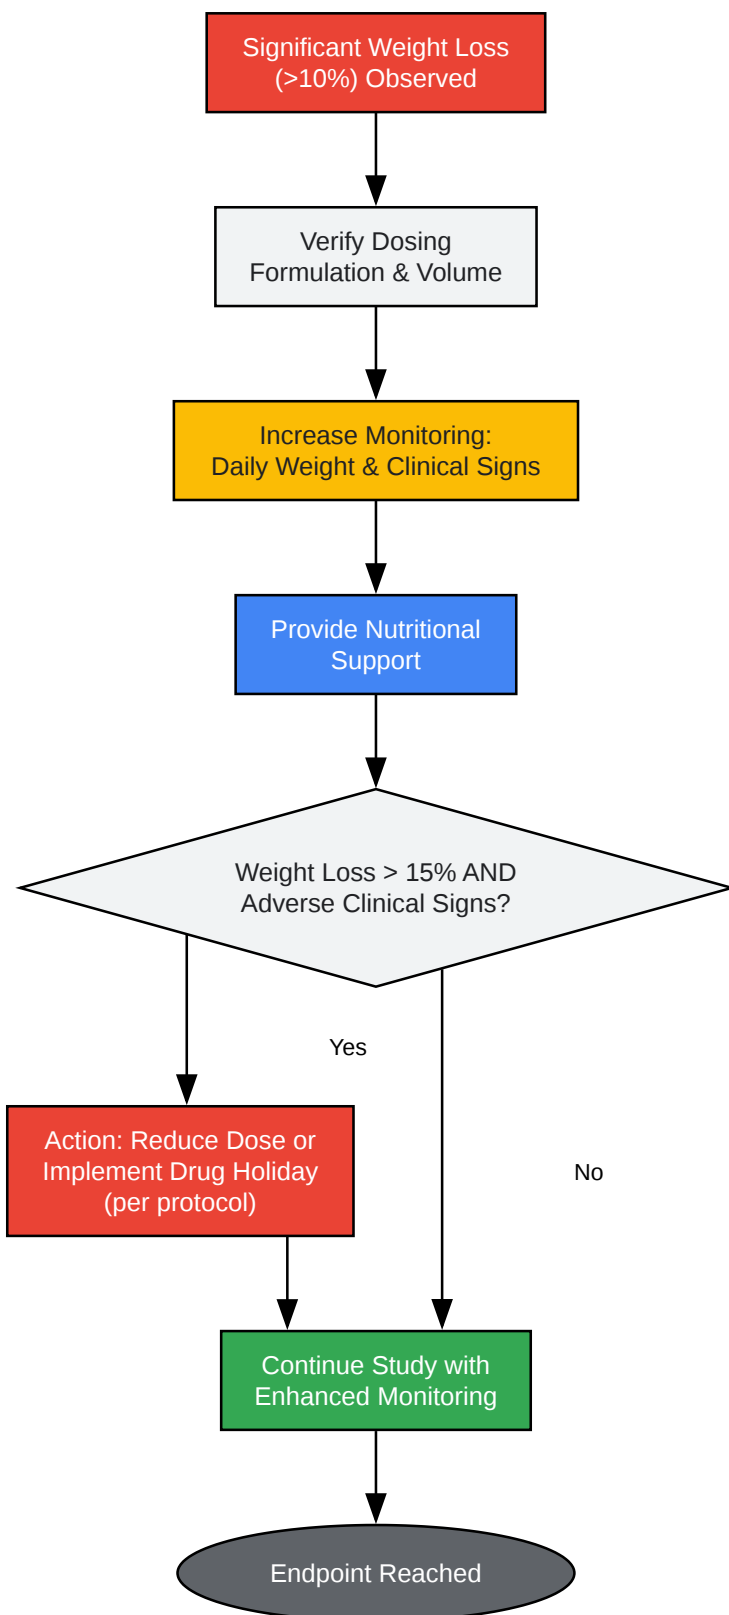 Significant Weight Loss
(>10%) Observed
Verify Dosing
Formulation & Volume
Increase Monitoring:
Daily Weight & Clinical Signs
Provide Nutritional
Support
Weight Loss > 15% AND
Adverse Clinical Signs?
Yes
Action: Reduce Dose or
Implement Drug Holiday
(per protocol)
No
Continue Study with
Enhanced Monitoring
Endpoint Reached